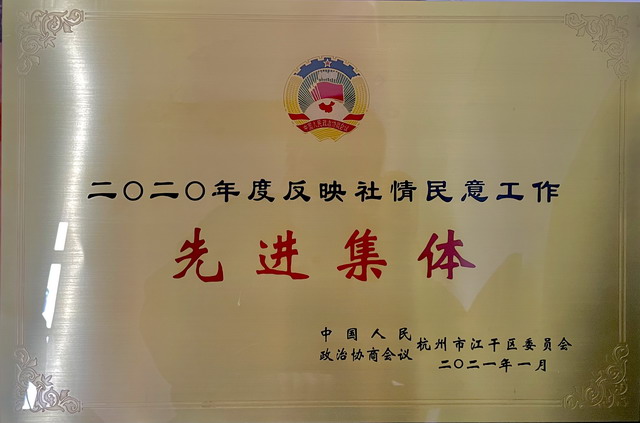 二〇二〇年度反映社情民意工作
先进集体
中国人民
政治协商会议
杭州市江干区委员会
二〇二一年一月